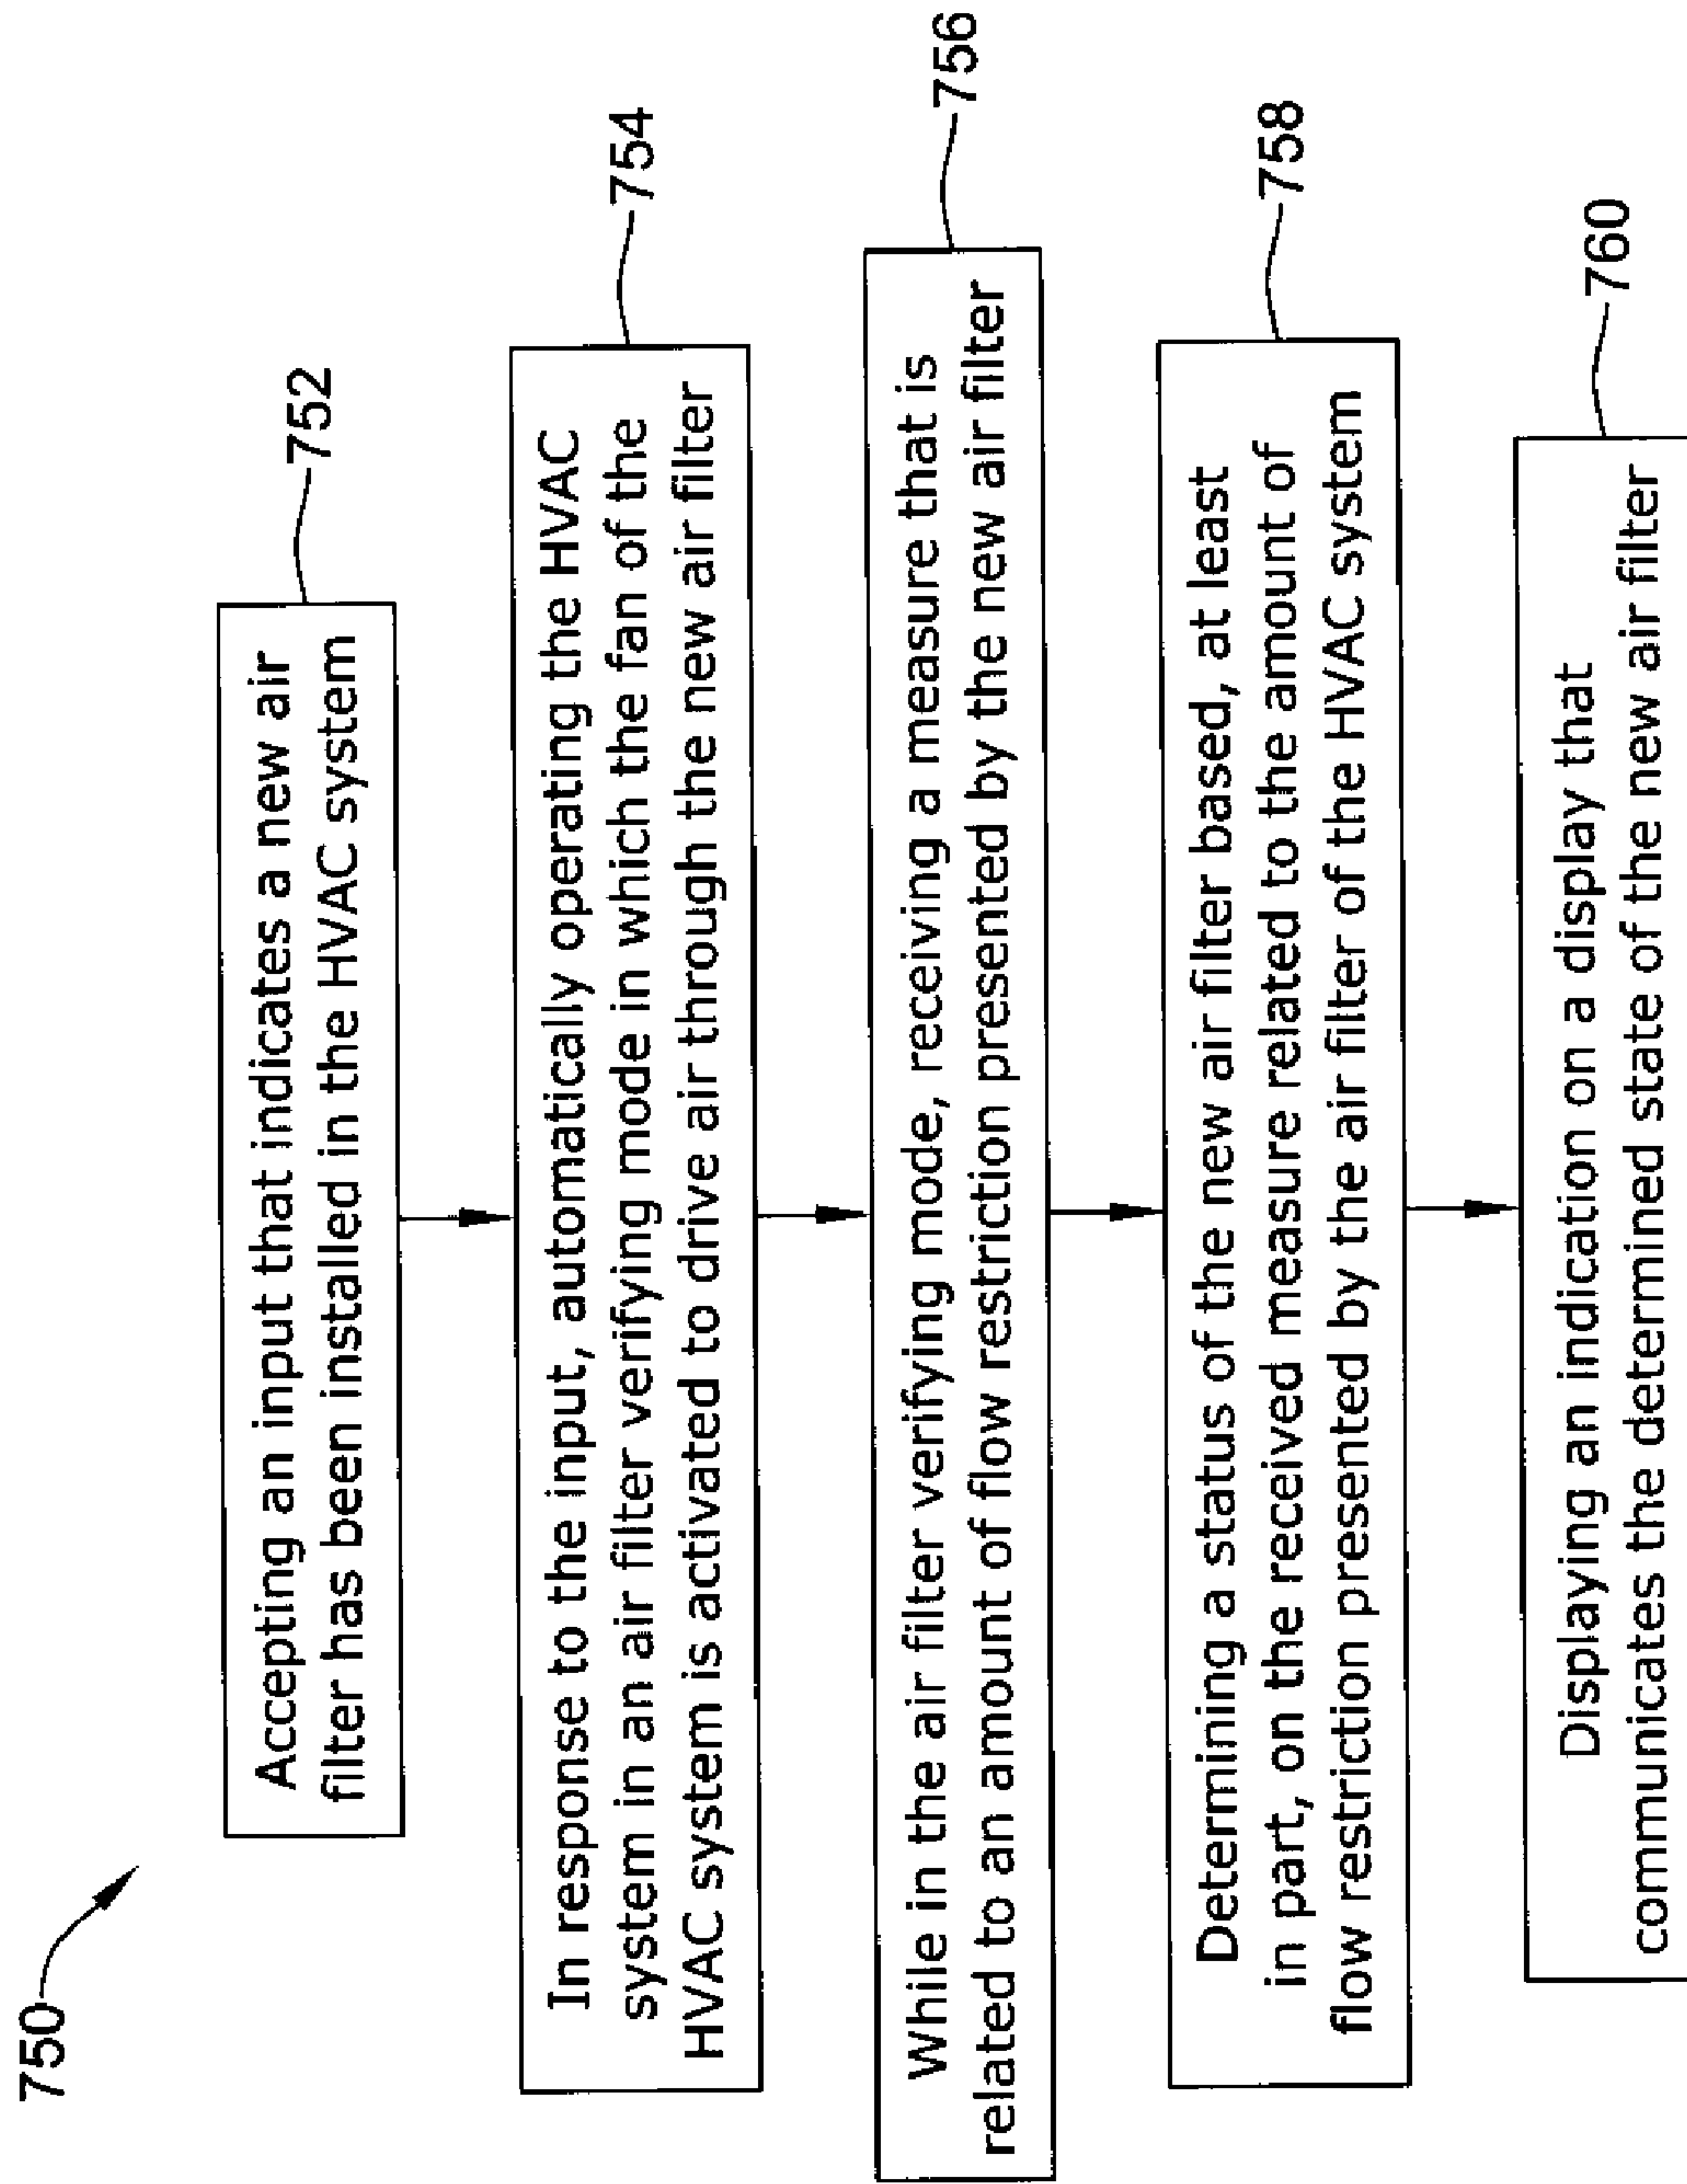 750
Accepting an input that indicates a new air
filter has been installed in the HVAC system
752
In response to the input, automatically operating the HVAC
system in an air filter verifying mode in which the fan of the
HVAC system is activated to drive air through the new air filter
754
While in the air filter verifying mode, receiving a measure that is
related to an amount of flow restriction presented by the new air filter
756
Determining a status of the new air filter based, at least
in part, on the received measure related to the amount of
flow restriction presented by the air filter of the HVAC system
758
Displaying an indication on a display that
communicates the determined state of the new air filter
760